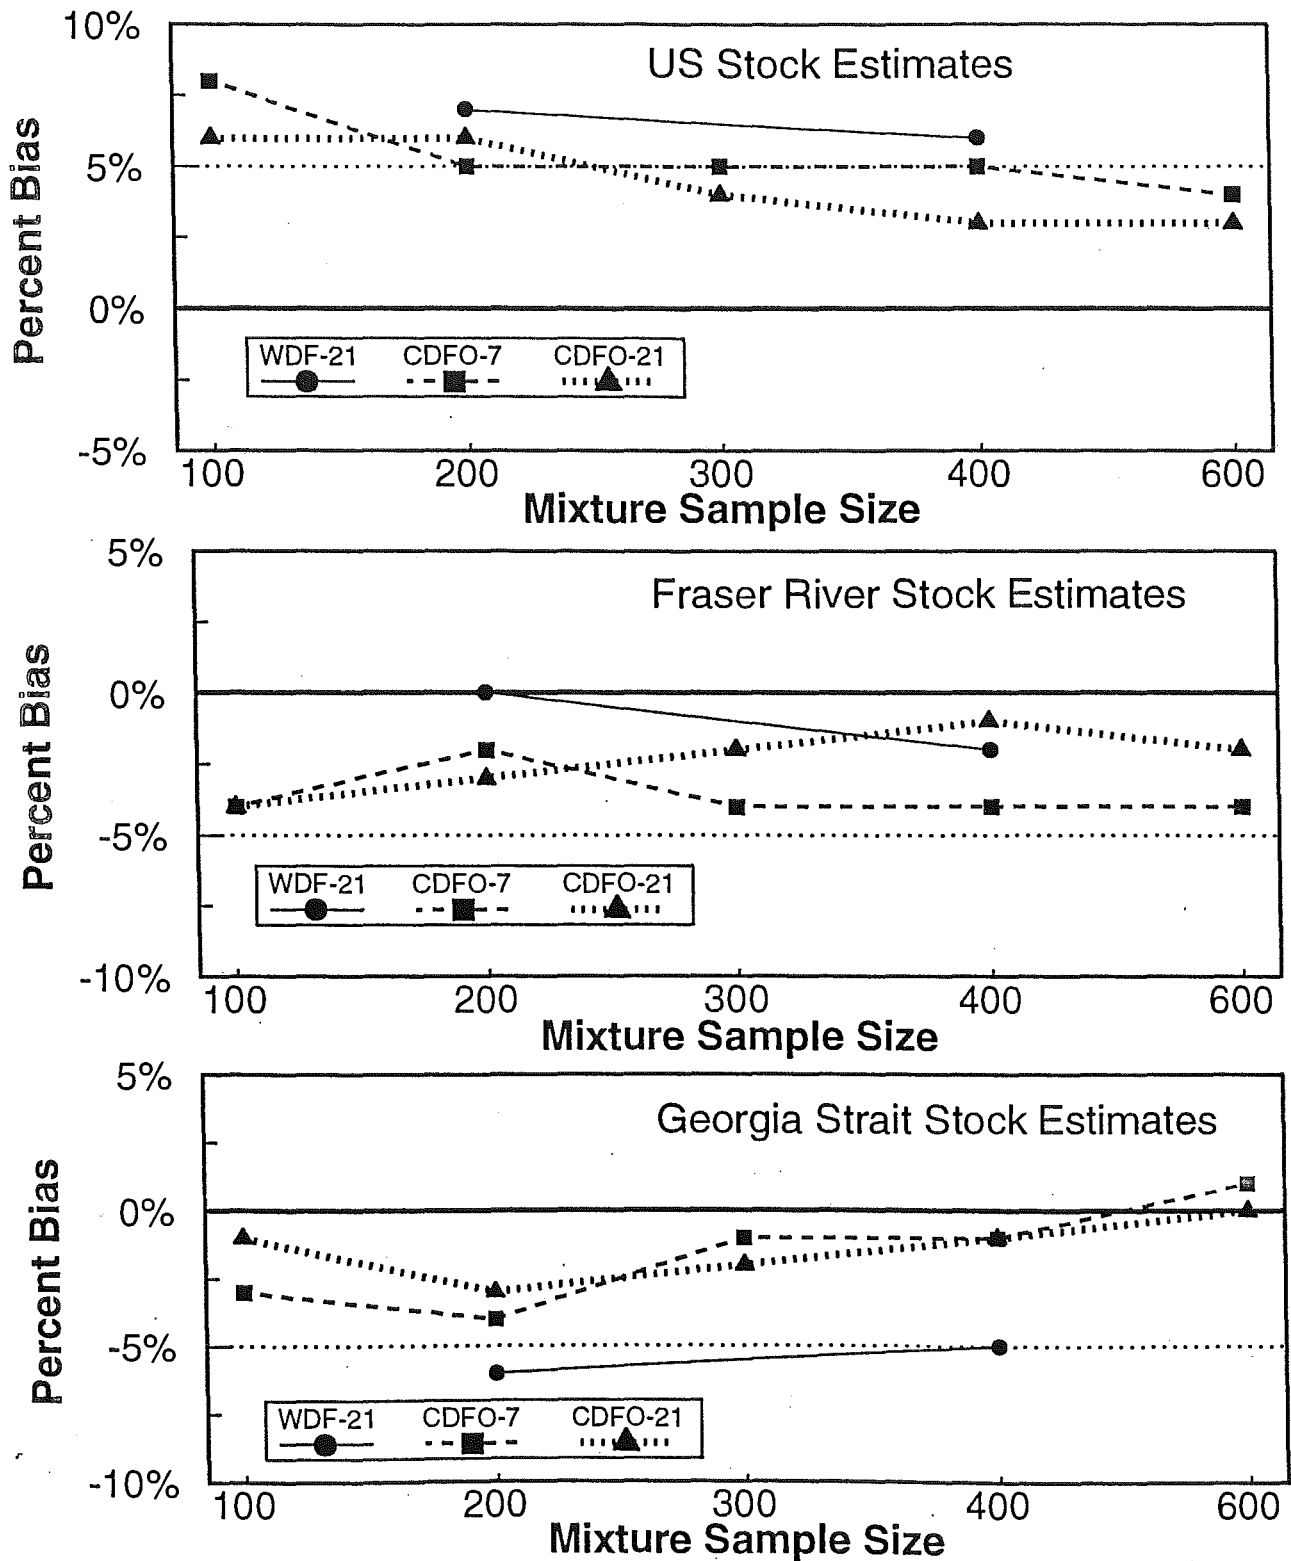 10%
US Stock Estimates
5%
0%
-5%
Percent Bias
WDF-21 CDFO-7 CDFO-21
100 200 300 400 600
Mixture Sample Size
5%
Fraser River Stock Estimates
0%
-5%
-10%
Percent Bias
WDF-21 CDFO-7 CDFO-21
100 200 300 400 600
Mixture Sample Size
5%
Georgia Strait Stock Estimates
0%
-5%
-10%
Percent Bias
WDF-21 CDFO-7 CDFO-21
100 200 300 400 600
Mixture Sample Size